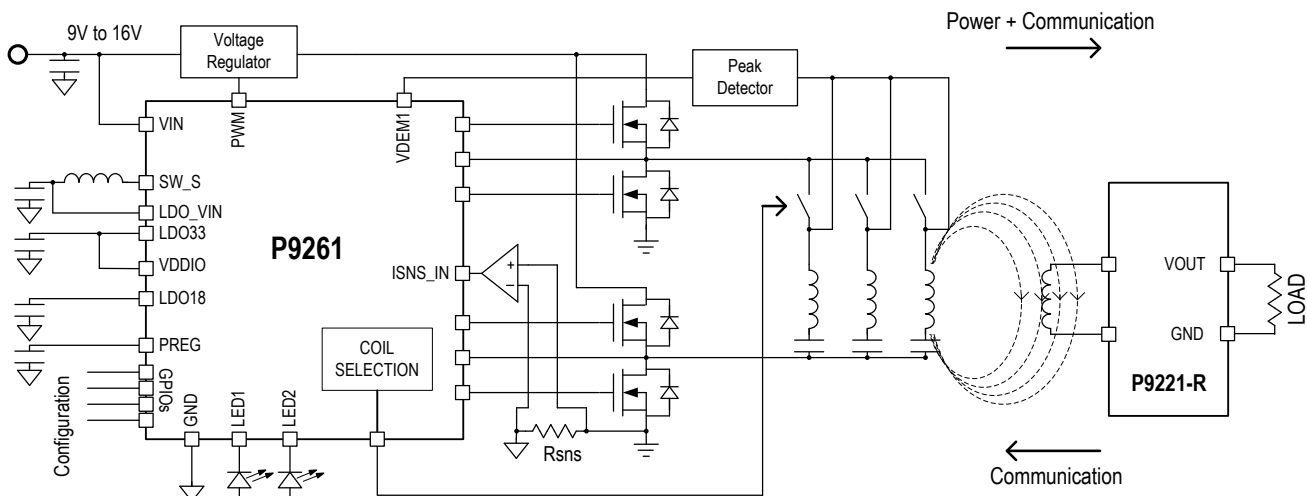 9V to 16V
Voltage
Regulator
Power + Communication
Peak
Detector
VIN
PWM
VDEM1
SW_S
LDO_VIN
LDO33
VDDIO
LDO18
PREG
P9261
ISNS_IN
+
−
COIL
SELECTION
Configuration
GPIOs
GND
LED1
LED2
Rsns
VOUT
GND
P9221-R
LOAD
Communication